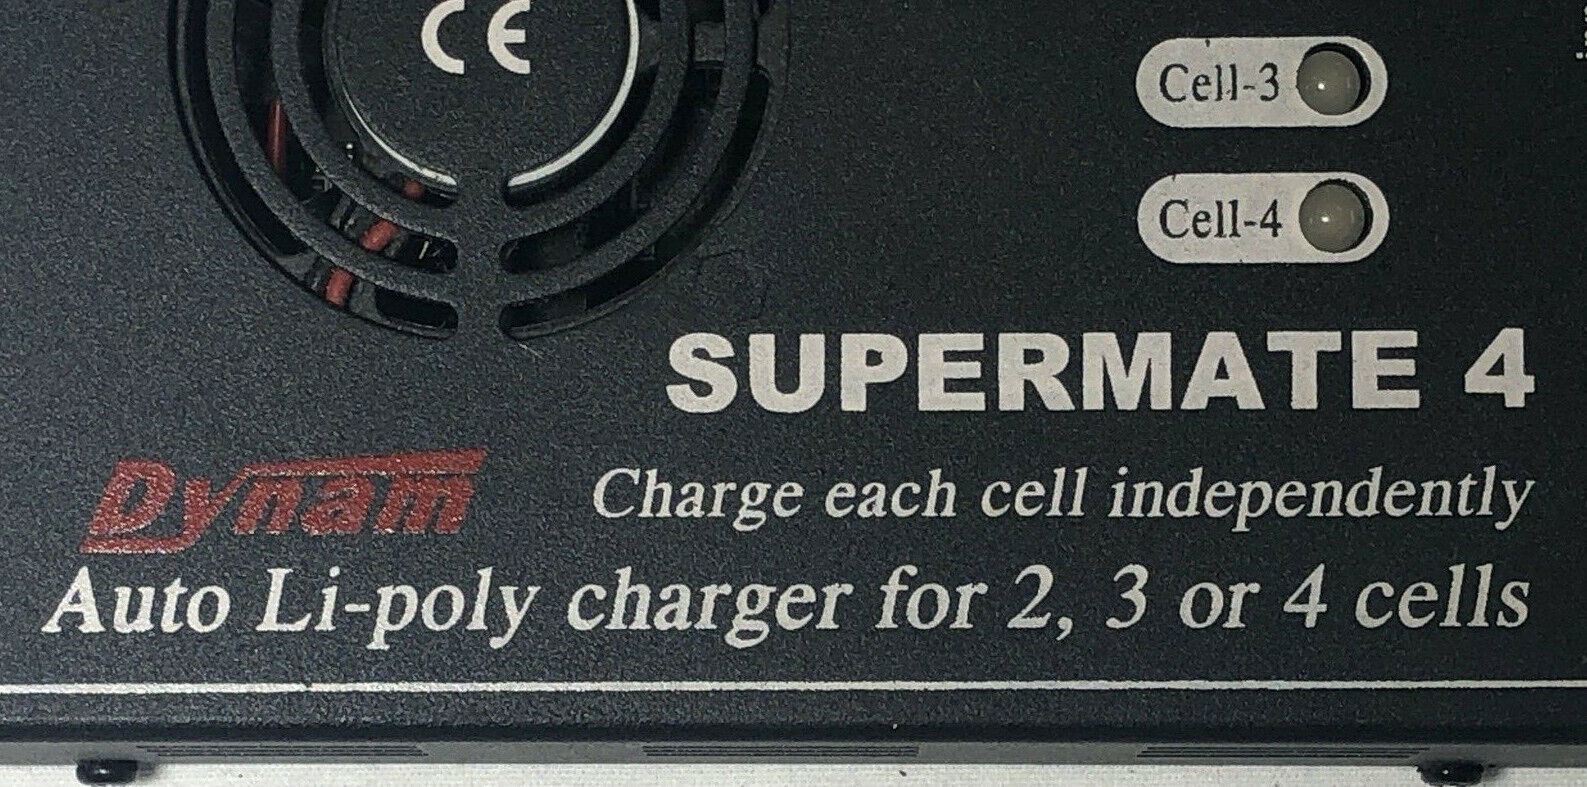 CE
Cell-3
Cell-4
SUPERMATE 4
Dynam
Charge each cell independently
Auto Li-poly charger for 2, 3 or 4 cells